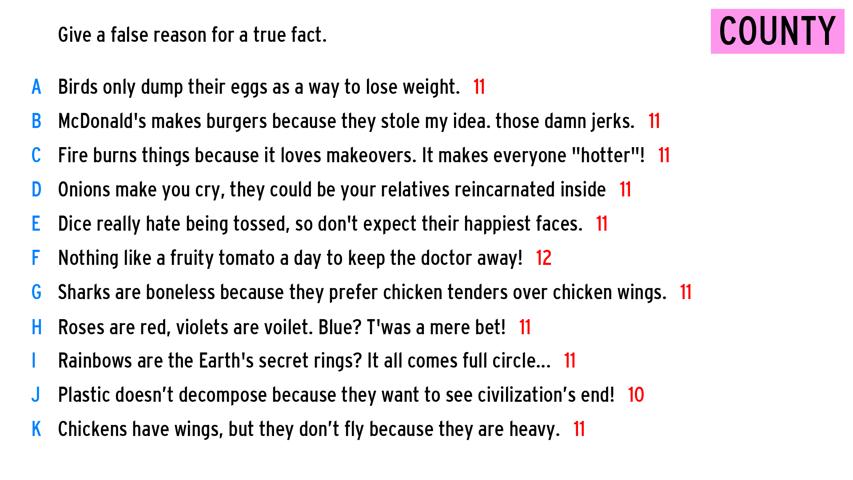 Give a false reason for a true fact.
COUNTY
A Birds only dump their eggs as a way to lose weight. 11
B McDonald's makes burgers because they stole my idea. those damn jerks. 11
C Fire burns things because it loves makeovers. It makes everyone "hotter"! 11
D Onions make you cry, they could be your relatives reincarnated inside 11
E Dice really hate being tossed, so don't expect their happiest faces. 11
F Nothing like a fruity tomato a day to keep the doctor away! 12
G Sharks are boneless because they prefer chicken tenders over chicken wings. 11
H Roses are red, violets are voilet. Blue? T'was a mere bet! 11
I Rainbows are the Earth's secret rings? It all comes full circle... 11
J Plastic doesn’t decompose because they want to see civilization’s end! 10
K Chickens have wings, but they don’t fly because they are heavy. 11